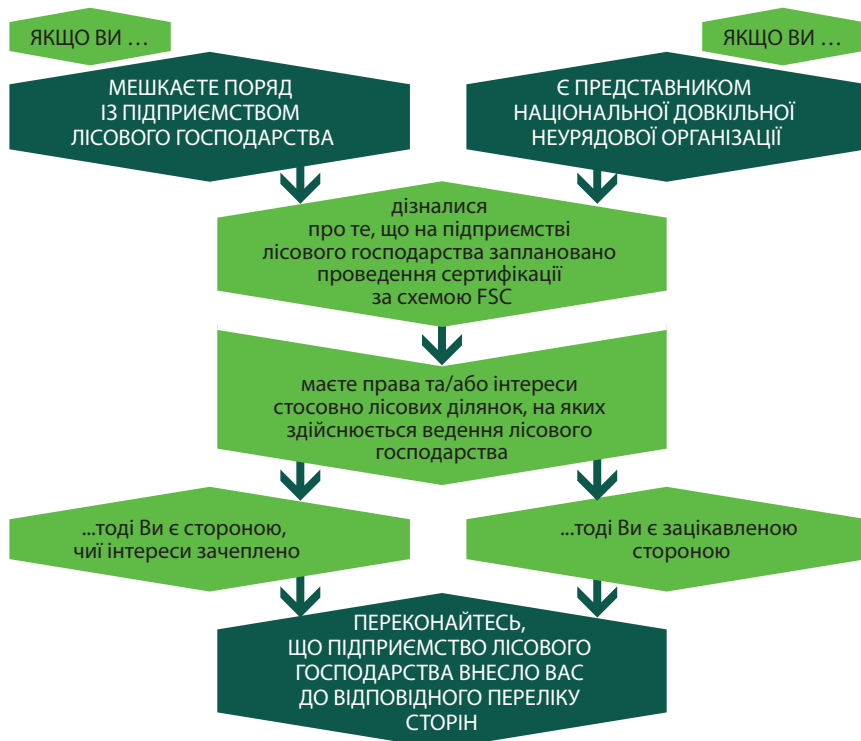 ЯКЩО ВИ …
МЕШКАЄТЕ ПОРЯД
ІЗ ПІДПРИЄМСТВОМ
ЛІСОВОГО ГОСПОДАРСТВА
ЯКЩО ВИ …
Є ПРЕДСТАВНИКОМ
НАЦІОНАЛЬНОЇ ДОВКІЛЬНОЇ
НЕУРЯДОВОЇ ОРГАНІЗАЦІЇ
дізналися
про те, що на підприємстві
лісового господарства заплановано
проведення сертифікації
за схемою FSC
маєте права та/або інтереси
стосовно лісових ділянок, на яких
здійснюється ведення лісового
господарства
...тоді Ви є стороною,
чиї інтереси зачеплено
...тоді Ви є зацікавленою
стороною
ПЕРЕКОНАЙТЕСЬ,
ЩО ПІДПРИЄМСТВО ЛІСОВОГО
ГОСПОДАРСТВА ВНЕСЛО ВАС
ДО ВІДПОВІДНОГО ПЕРЕЛІКУ
СТОРІН